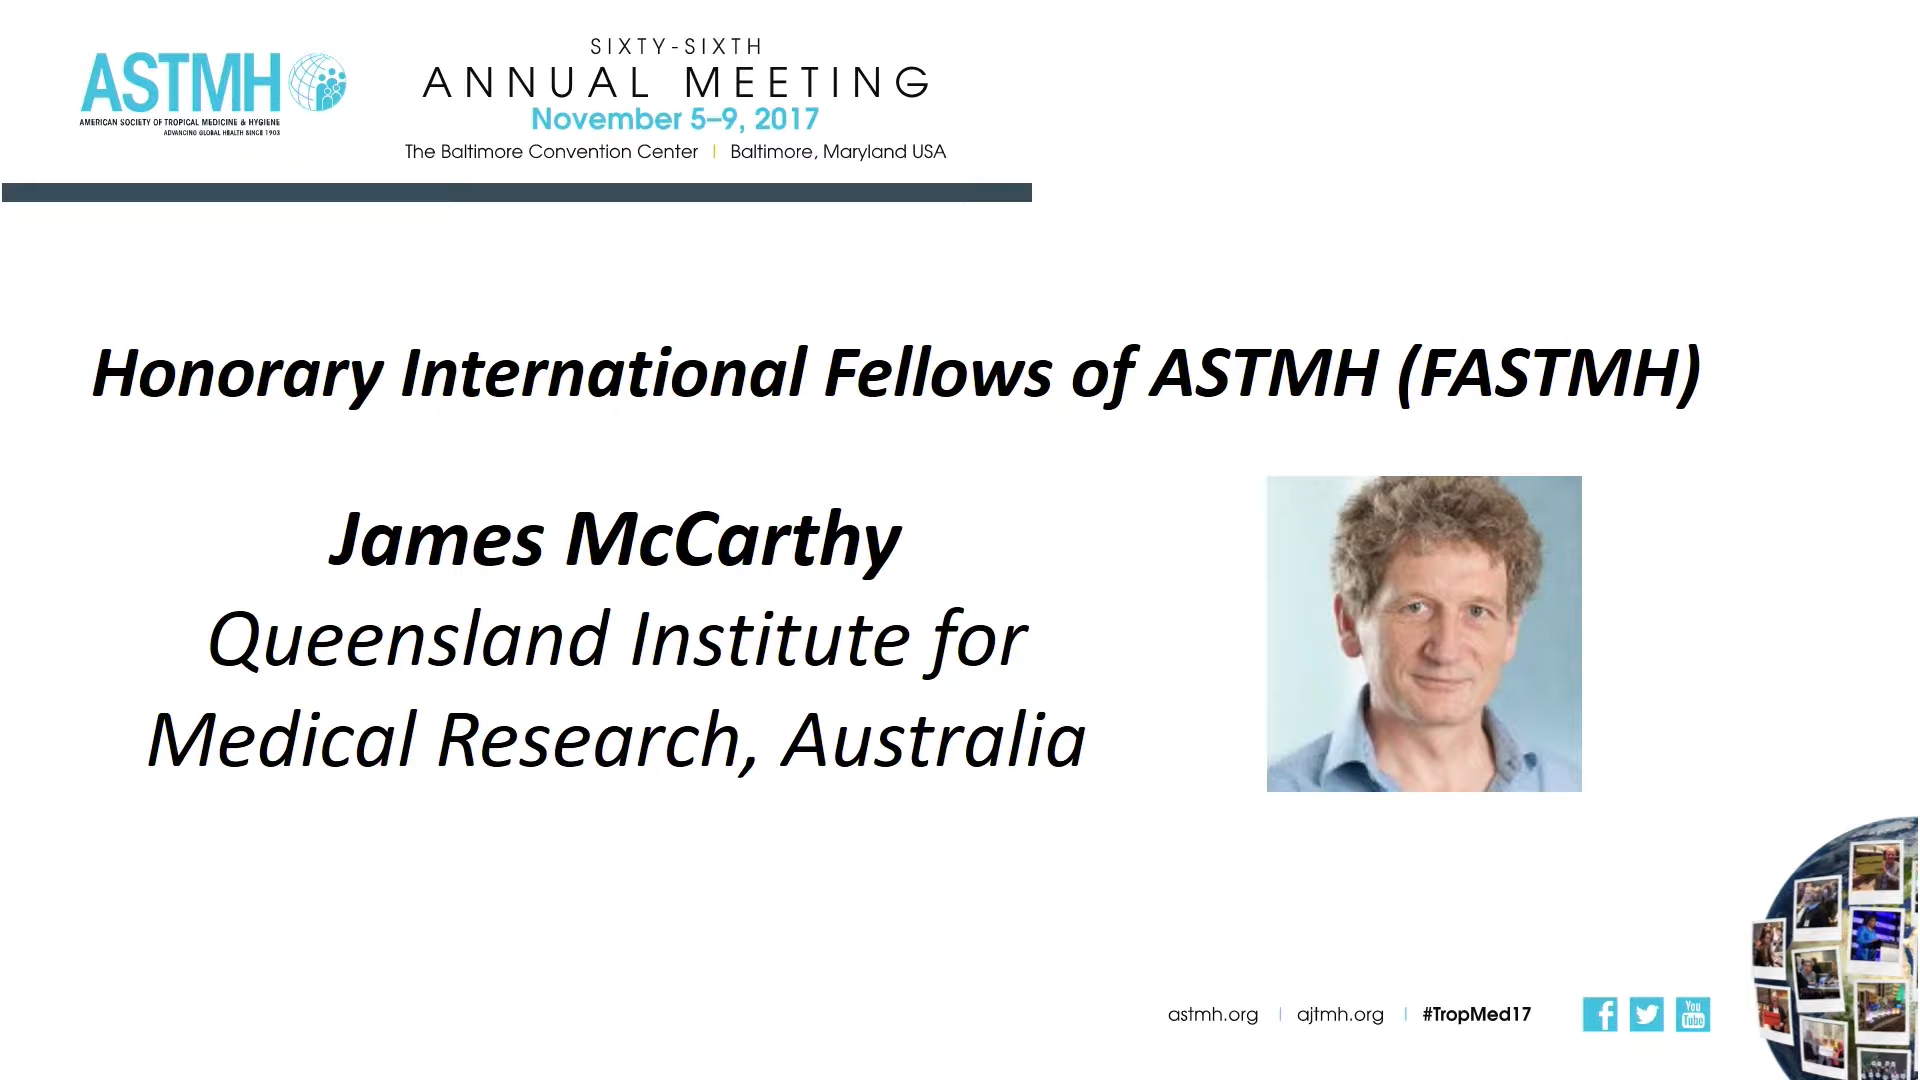 ASTMH
AMERICAN SOCIETY OF TROPICAL MEDICINE & HYGIENE
ADVANCING GLOBAL HEALTH SINCE 1903
SIXTY-SIXTH
ANNUAL MEETING
November 5–9, 2017
The Baltimore Convention Center | Baltimore, Maryland USA
Honorary International Fellows of ASTMH (FASTMH)
James McCarthy
Queensland Institute for
Medical Research, Australia
astmh.org | ajtmh.org | #TropMed17
You
Tube